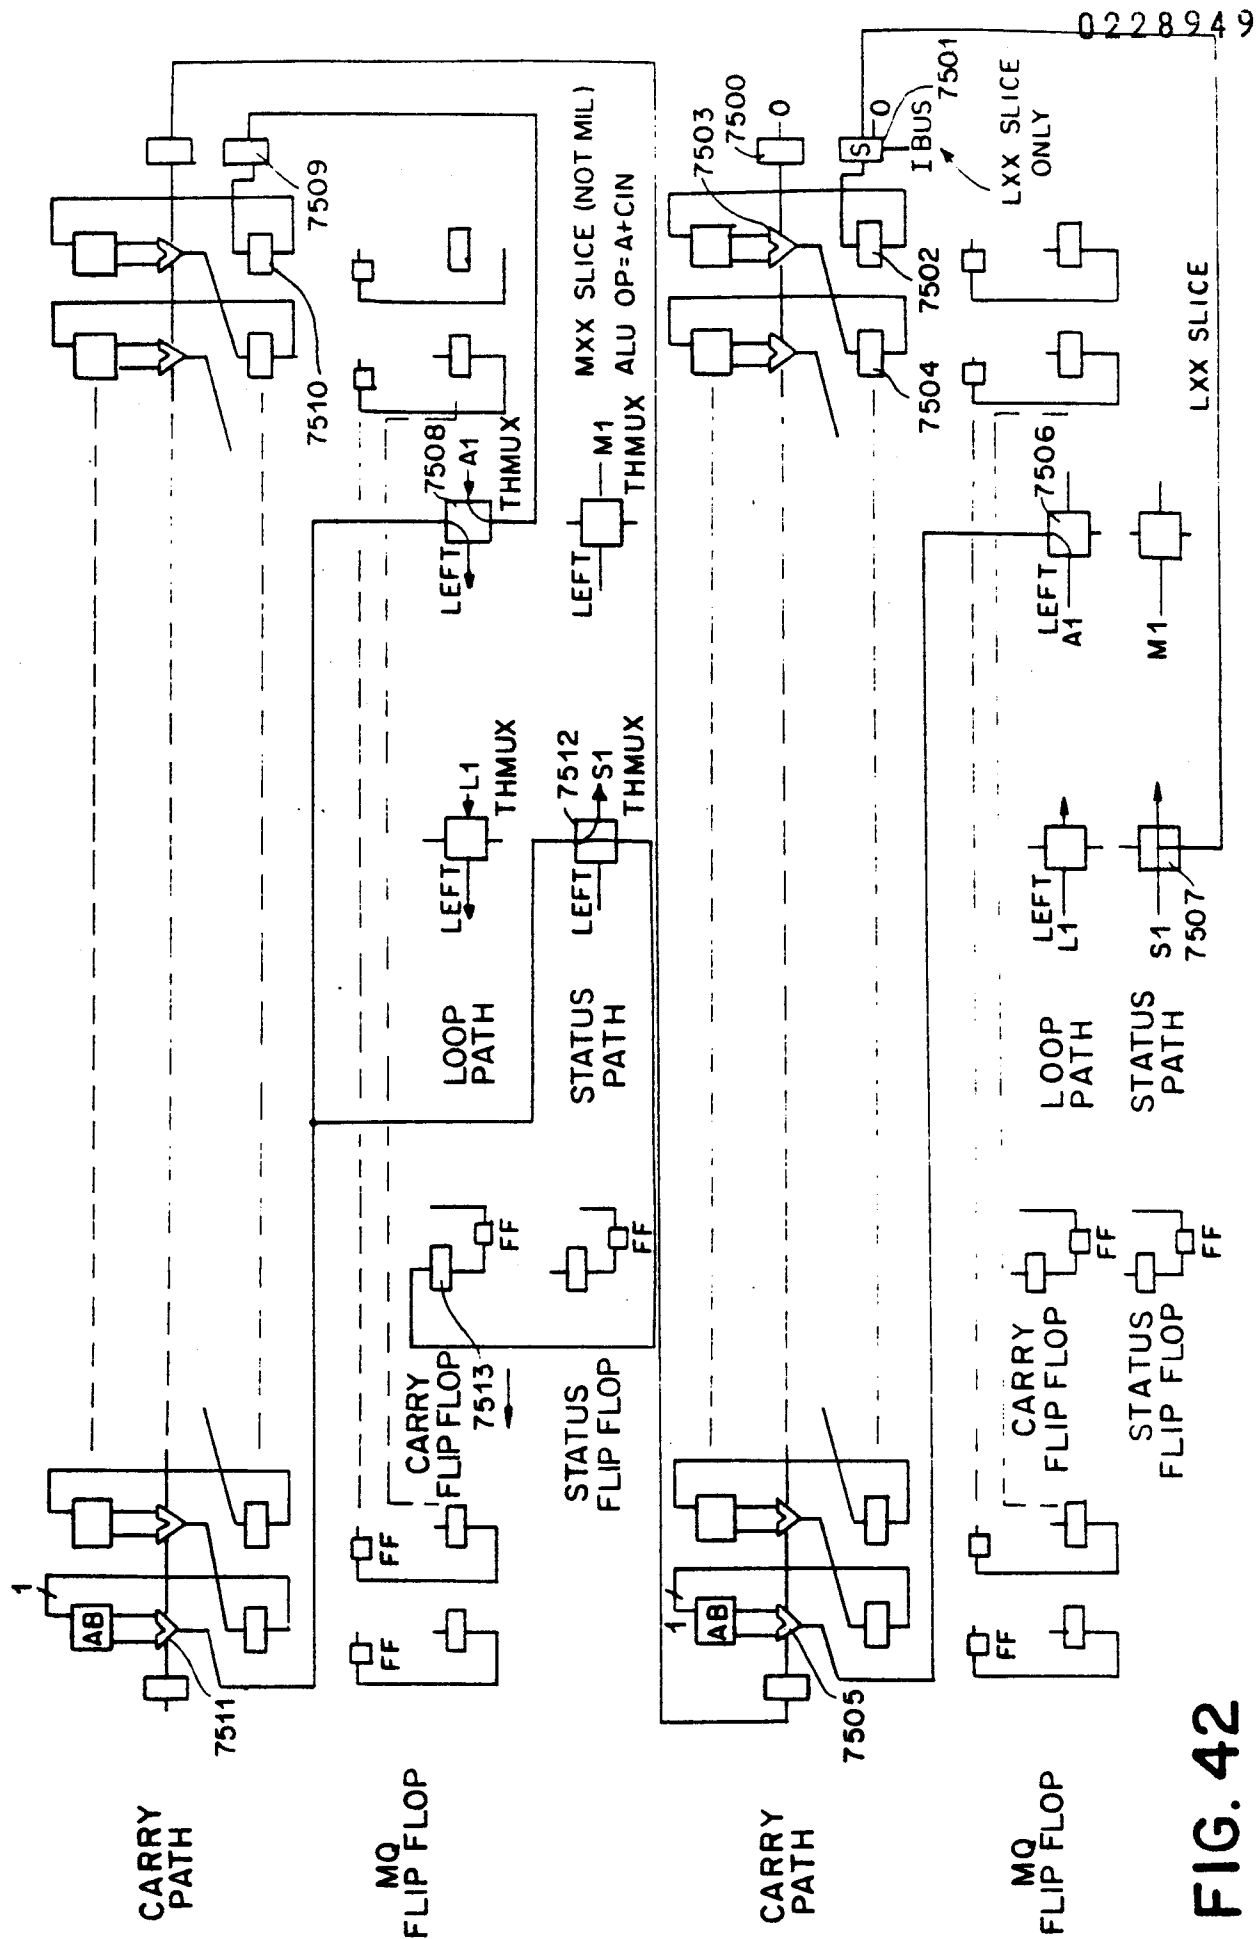 0228949
CARRY
PATH
7511
1
AB
7510
7509
MQ
FLIP FLOP
FF
FF
CARRY
FLIP FLOP
7513
FF
LOOP
PATH
LEFT
L1
THMUX
LEFT
7508
A1
THMUX
STATUS
FLIP FLOP
FF
STATUS
PATH
LEFT
7512
S1
THMUX
LEFT
M1
THMUX
MXX SLICE (NOT MIL)
ALU OP=A+CIN
CARRY
PATH
7505
1
AB
7504
7502
7503
7500
0
S
0
I BUS
7501
LXX SLICE
ONLY
MQ
FLIP FLOP
FF
CARRY
FLIP FLOP
FF
LOOP
PATH
LEFT
L1
LEFT
A1
7506
STATUS
FLIP FLOP
FF
STATUS
PATH
S1
7507
M1
LXX SLICE
FIG. 42